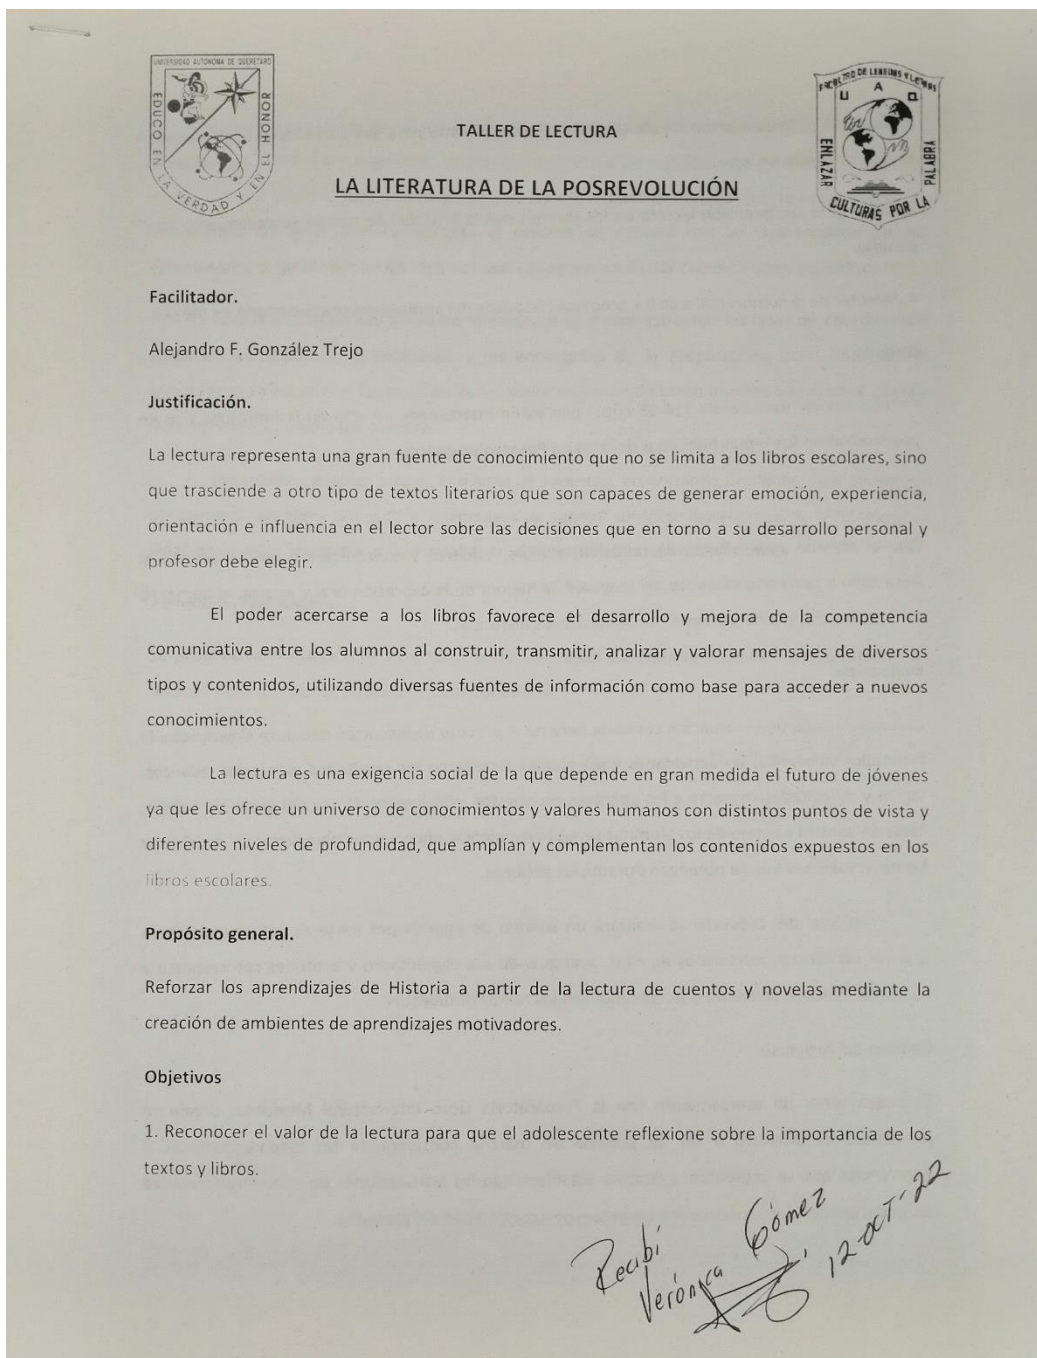 UNIVERSIDAD AUTONOMA DE QUERETARO
EDUCO EN LA VERDAD Y EN EL HONOR
FACULTAD DE LENGUAS Y LETRAS
U A Q
ENLAZAR CULTURAS POR LA PALABRA
TALLER DE LECTURA
LA LITERATURA DE LA POSREVOLUCIÓN
Facilitador.
Alejandro F. González Trejo
Justificación.
La lectura representa una gran fuente de conocimiento que no se limita a los libros escolares, sino
que trasciende a otro tipo de textos literarios que son capaces de generar emoción, experiencia,
orientación e influencia en el lector sobre las decisiones que en torno a su desarrollo personal y
profesor debe elegir.
El poder acercarse a los libros favorece el desarrollo y mejora de la competencia
comunicativa entre los alumnos al construir, transmitir, analizar y valorar mensajes de diversos
tipos y contenidos, utilizando diversas fuentes de información como base para acceder a nuevos
conocimientos.
La lectura es una exigencia social de la que depende en gran medida el futuro de jóvenes
ya que les ofrece un universo de conocimientos y valores humanos con distintos puntos de vista y
diferentes niveles de profundidad, que amplían y complementan los contenidos expuestos en los
libros escolares.
Propósito general.
Reforzar los aprendizajes de Historia a partir de la lectura de cuentos y novelas mediante la
creación de ambientes de aprendizajes motivadores.
Objetivos
1. Reconocer el valor de la lectura para que el adolescente reflexione sobre la importancia de los
textos y libros.
Recibí
Verónica Gómez
12-OCT-22